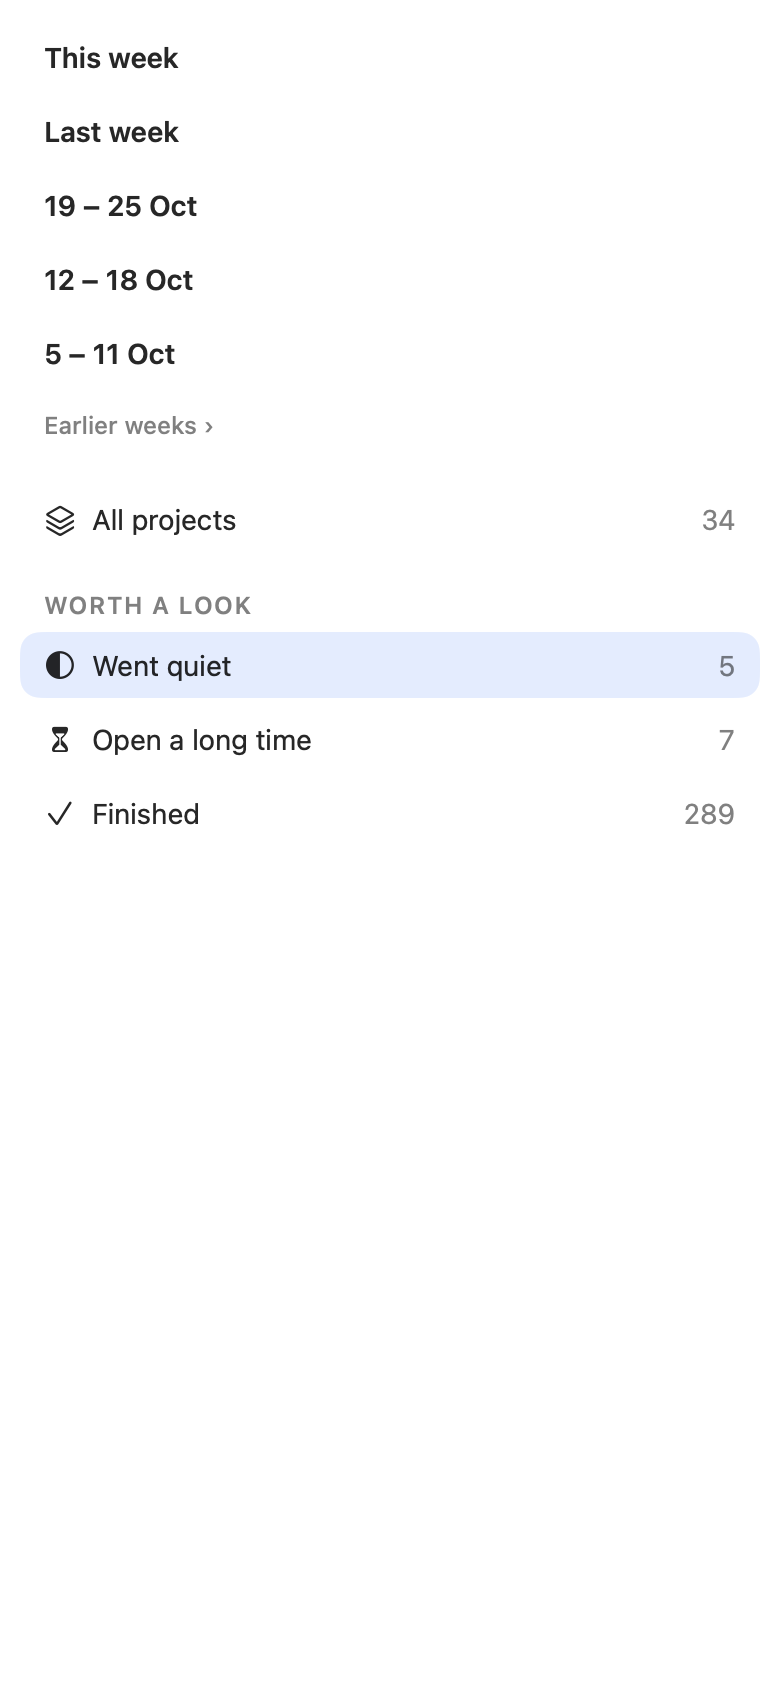 This week
Last week
19 – 25 Oct
12 – 18 Oct
5 – 11 Oct
Earlier weeks ›
All projects 34
WORTH A LOOK
Went quiet 5
Open a long time 7
Finished 289